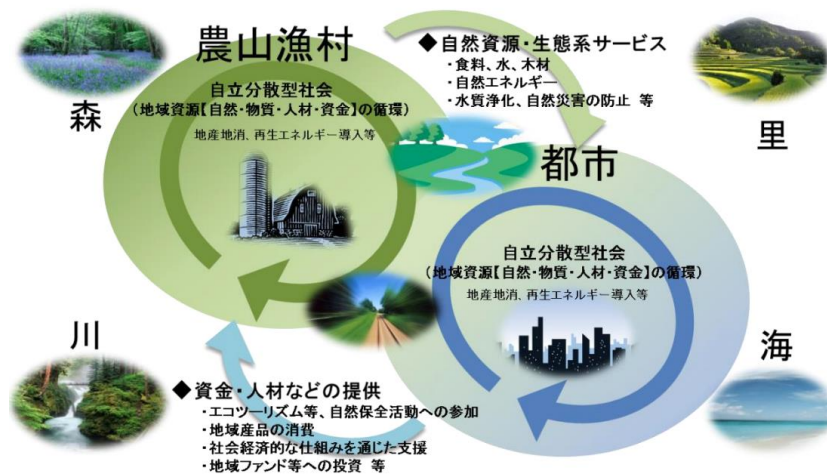 農山漁村
◆自然資源・生態系サービス
・食料、水、木材
・自然エネルギー
・水質浄化、自然災害の防止 等
自立分散型社会
(地域資源【自然・物質・人材・資金】の循環)
地産地消、再生エネルギー導入等
森
里
都市
自立分散型社会
(地域資源【自然・物質・人材・資金】の循環)
地産地消、再生エネルギー導入等
川
海
◆資金・人材などの提供
・エコツーリズム等、自然保全活動への参加
・地域産品の消費
・社会経済的な仕組みを通じた支援
・地域ファンド等への投資 等